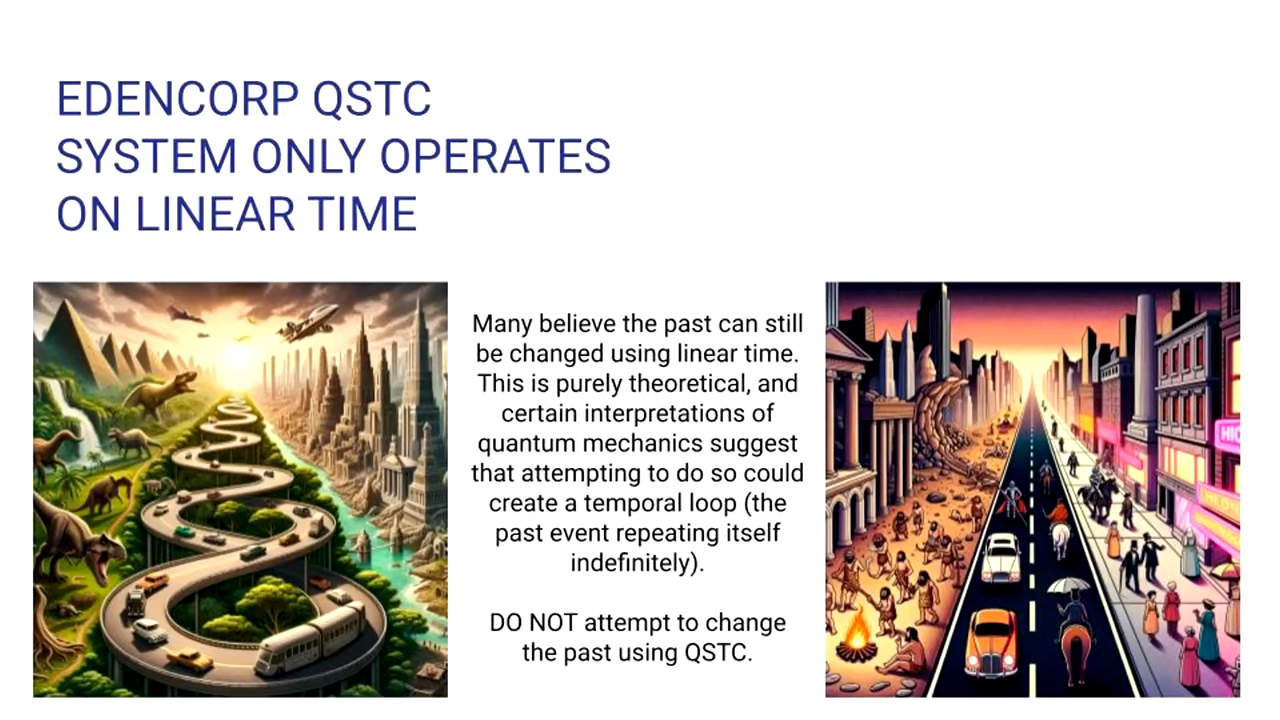 EDENCORP QSTC
SYSTEM ONLY OPERATES
ON LINEAR TIME
Many believe the past can still
be changed using linear time.
This is purely theoretical, and
certain interpretations of
quantum mechanics suggest
that attempting to do so could
create a temporal loop (the
past event repeating itself
indefinitely).
DO NOT attempt to change
the past using QSTC.